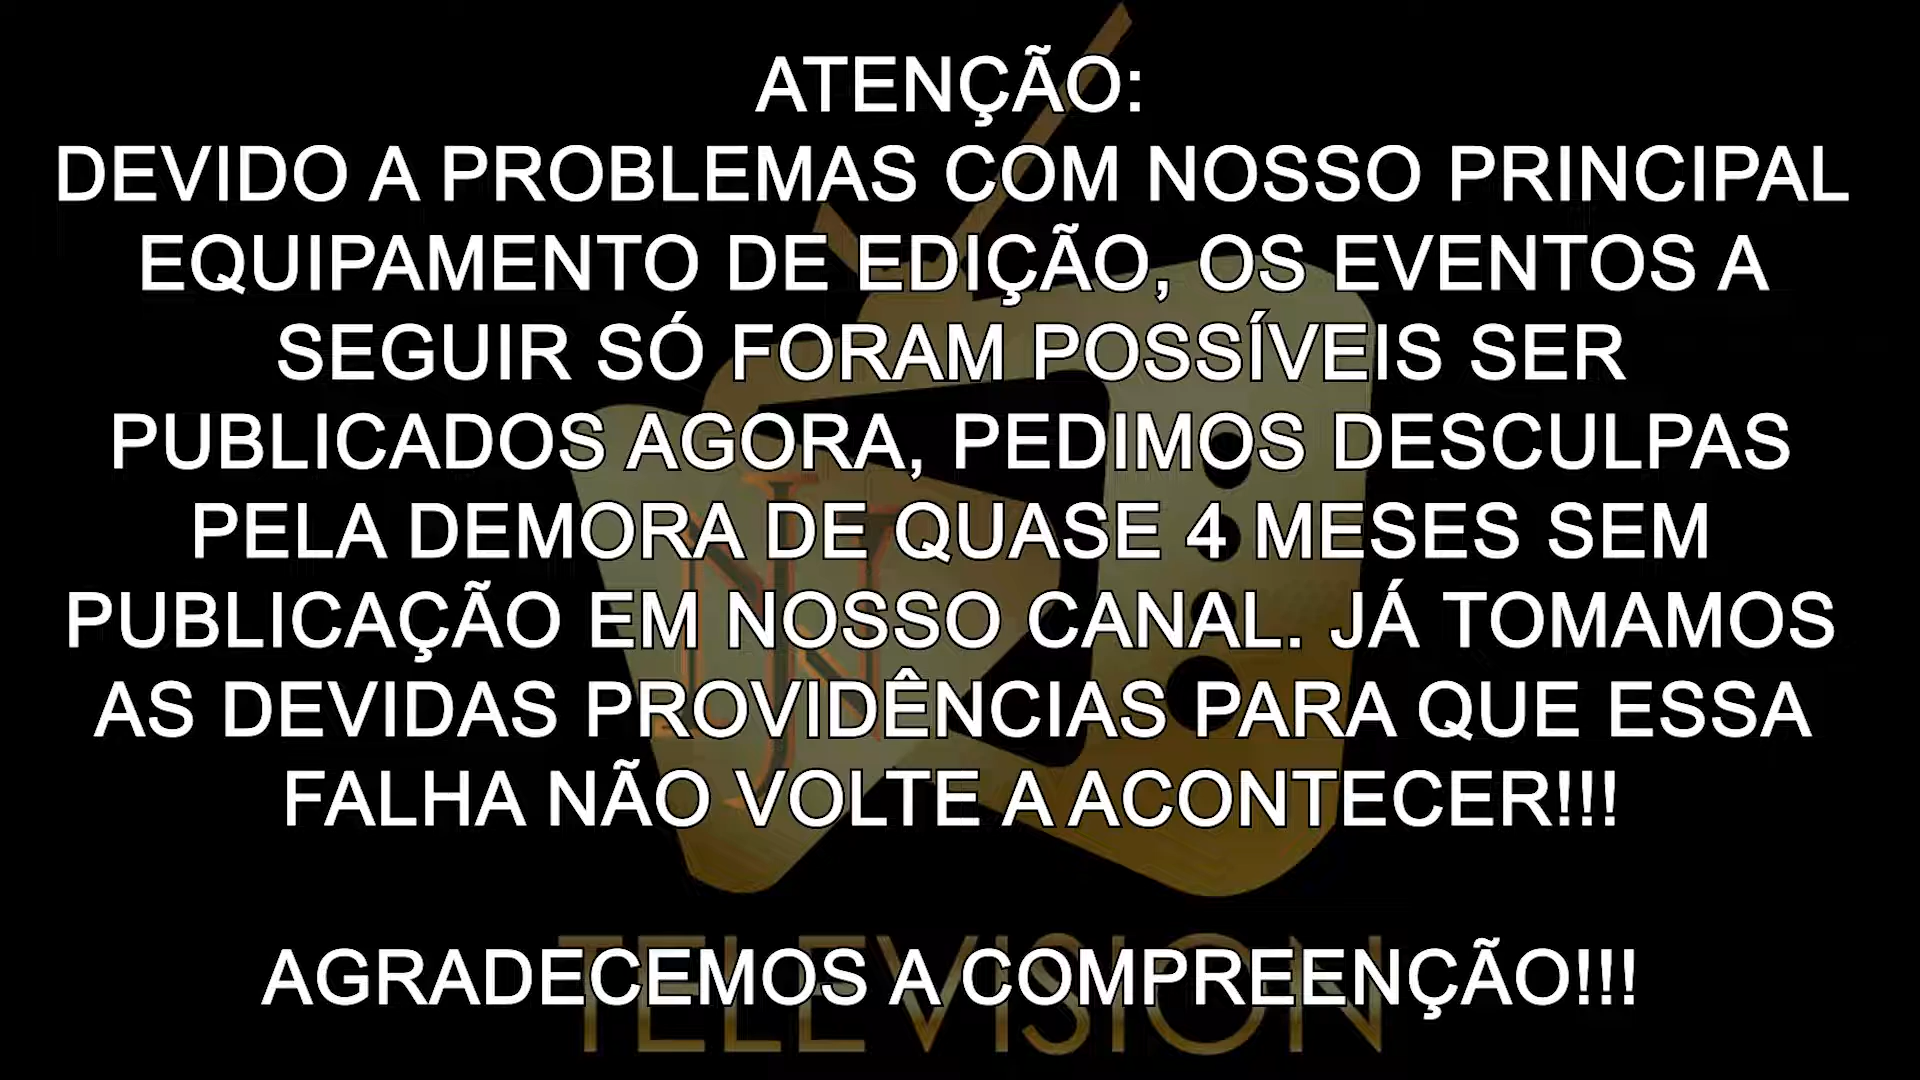 ATENÇÃO:
DEVIDO A PROBLEMAS COM NOSSO PRINCIPAL
EQUIPAMENTO DE EDIÇÃO, OS EVENTOS A
SEGUIR SÓ FORAM POSSÍVEIS SER
PUBLICADOS AGORA, PEDIMOS DESCULPAS
PELA DEMORA DE QUASE 4 MESES SEM
PUBLICAÇÃO EM NOSSO CANAL. JÁ TOMAMOS
AS DEVIDAS PROVIDÊNCIAS PARA QUE ESSA
FALHA NÃO VOLTE A ACONTECER!!!
AGRADECEMOS A COMPREENÇÃO!!!
TELEVISION